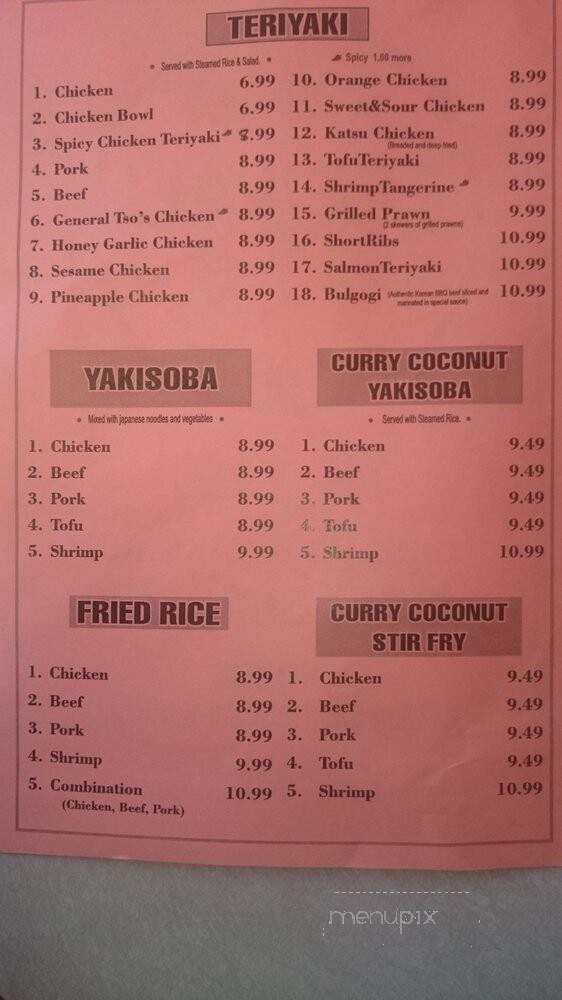 TERIYAKI
• Served with Steamed Rice & Salad. •
Spicy 1,00 more
1. Chicken 6.99
2. Chicken Bowl 6.99
3. Spicy Chicken Teriyaki 8.99
4. Pork 8.99
5. Beef 8.99
6. General Tso's Chicken 8.99
7. Honey Garlic Chicken 8.99
8. Sesame Chicken 8.99
9. Pineapple Chicken 8.99
10. Orange Chicken 8.99
11. Sweet&Sour Chicken 8.99
12. Katsu Chicken 8.99
(Breaded and deep fried)
13. TofuTeriyaki 8.99
14. ShrimpTangerine 8.99
15. Grilled Prawn 9.99
(2 skewers of grilled prawns)
16. ShortRibs 10.99
17. SalmonTeriyaki 10.99
18. Bulgogi (Authentic Korean BBQ beef sliced and 10.99
marinated in special sauce)
YAKISOBA
• Mixed with japanese noodles and vegetables •
1. Chicken 8.99
2. Beef 8.99
3. Pork 8.99
4. Tofu 8.99
5. Shrimp 9.99
CURRY COCONUT
YAKISOBA
• Served with Steamed Rice. •
1. Chicken 9.49
2. Beef 9.49
3. Pork 9.49
4. Tofu 9.49
5. Shrimp 10.99
FRIED RICE
1. Chicken 8.99
2. Beef 8.99
3. Pork 8.99
4. Shrimp 9.99
5. Combination 10.99
(Chicken, Beef, Pork)
CURRY COCONUT
STIR FRY
1. Chicken 9.49
2. Beef 9.49
3. Pork 9.49
4. Tofu 9.49
5. Shrimp 10.99
menupix